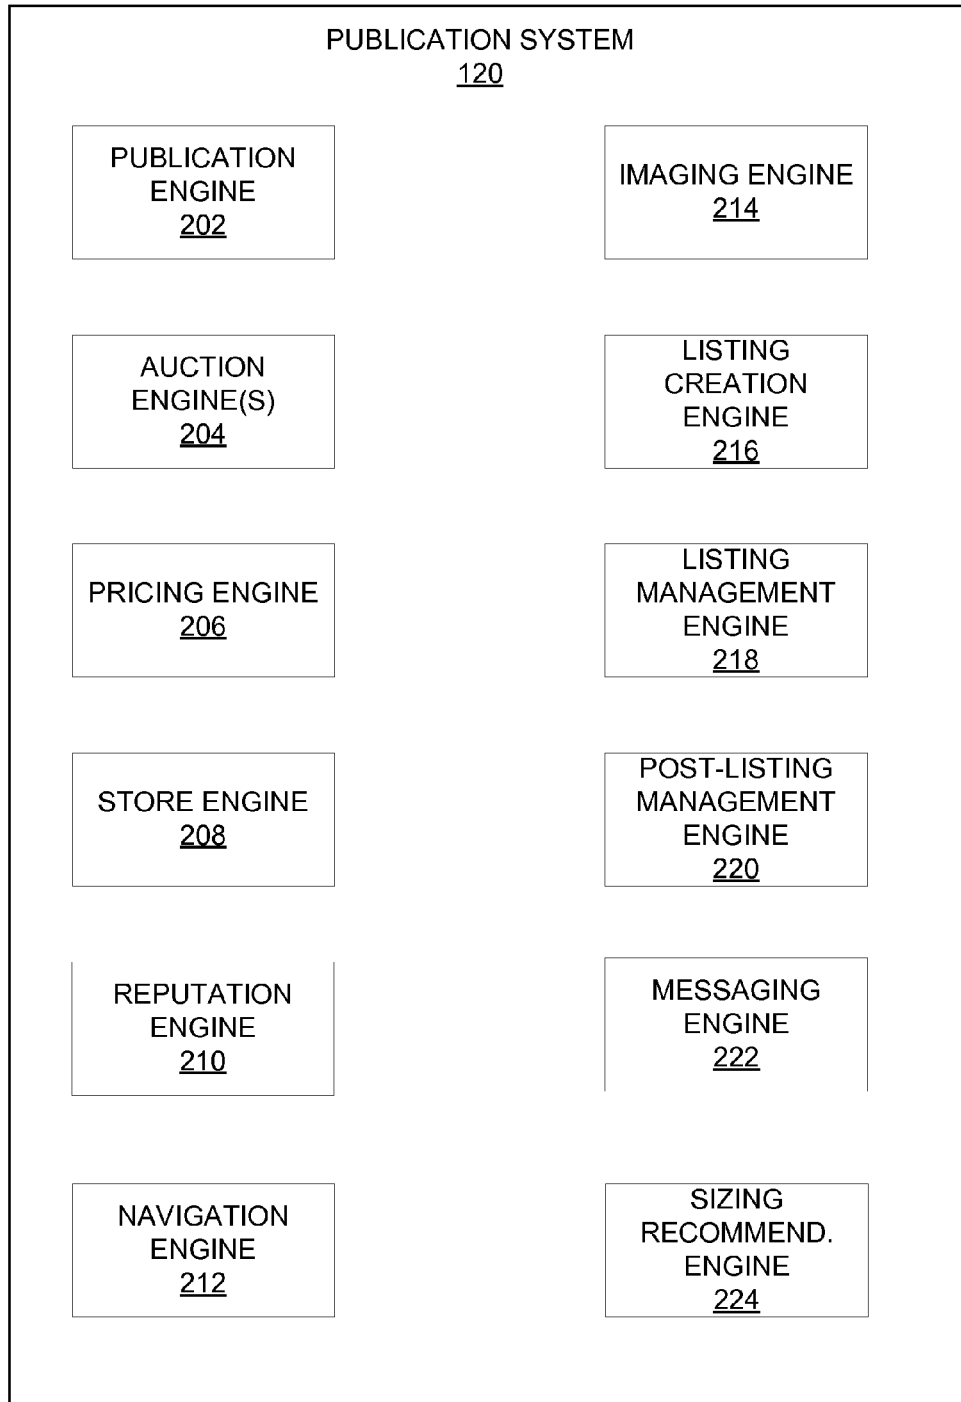 PUBLICATION SYSTEM
120
PUBLICATION
ENGINE
202
AUCTION
ENGINE(S)
204
PRICING ENGINE
206
STORE ENGINE
208
REPUTATION
ENGINE
210
NAVIGATION
ENGINE
212
IMAGING ENGINE
214
LISTING
CREATION
ENGINE
216
LISTING
MANAGEMENT
ENGINE
218
POST-LISTING
MANAGEMENT
ENGINE
220
MESSAGING
ENGINE
222
SIZING
RECOMMEND.
ENGINE
224